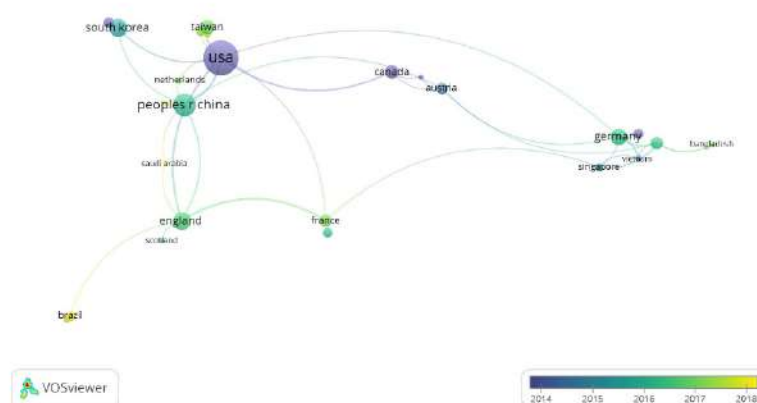 south korea
taiwan
usa
netherlands
canada
austria
peoples r china
germany
bangladesh
vietnam
singapore
saudi arabia
england
france
scotland
brazil
VOSviewer
2014 2015 2016 2017 2018